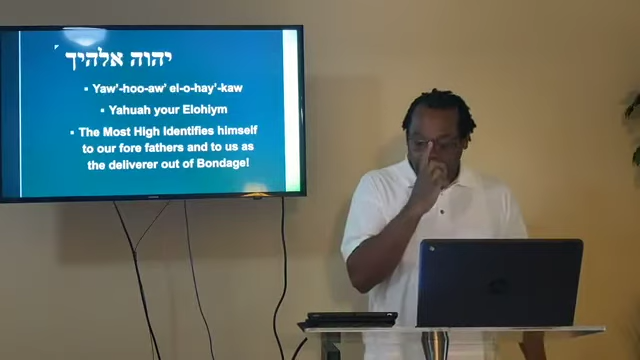 יהוה אלהיך
▪ Yaw'-hoo-aw' el-o-hay'-kaw
▪ Yahuah your Elohiym
▪ The Most High Identifies himself
to our fore fathers and to us as
the deliverer out of Bondage!